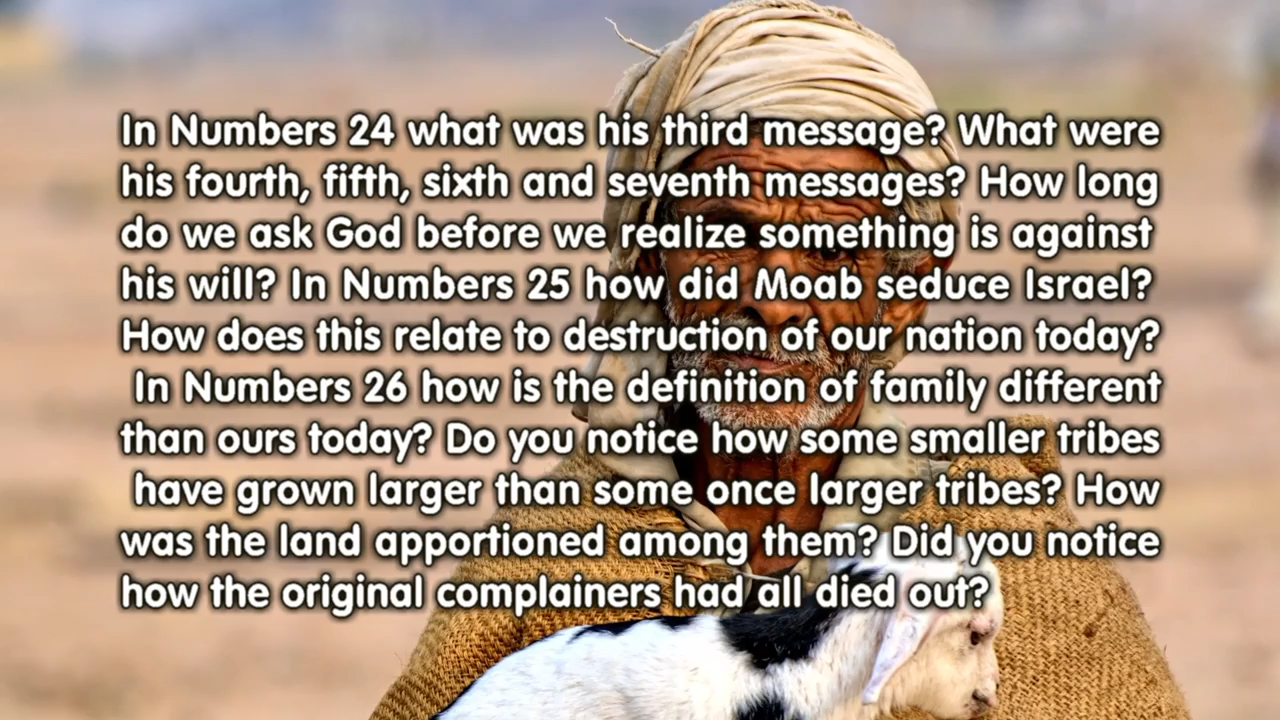 In Numbers 24 what was his third message? What were
his fourth, fifth, sixth and seventh messages? How long
do we ask God before we realize something is against
his will? In Numbers 25 how did Moab seduce Israel?
How does this relate to destruction of our nation today?
In Numbers 26 how is the definition of family different
than ours today? Do you notice how some smaller tribes
have grown larger than some once larger tribes? How
was the land apportioned among them? Did you notice
how the original complainers had all died out?